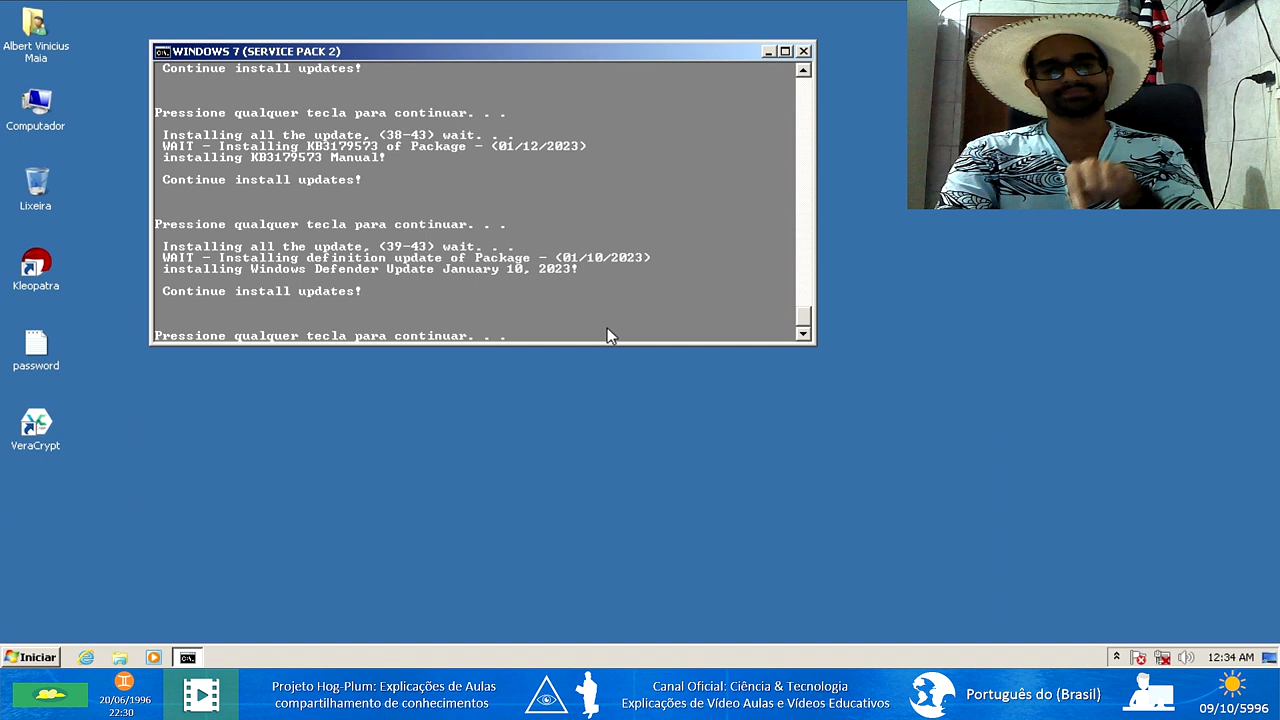 Albert Vinicius
Maia
Computador
Lixeira
Kleopatra
password
VeraCrypt
WINDOWS 7 (SERVICE PACK 2)
Continue install updates!
Pressione qualquer tecla para continuar. . .
Installing all the update, (38-43) wait. . .
WAIT - Installing KB3179573 of Package - (01/12/2023)
installing KB3179573 Manual!
Continue install updates!
Pressione qualquer tecla para continuar. . .
Installing all the update, (39-43) wait. . .
WAIT - Installing definition update of Package - (01/10/2023)
installing Windows Defender Update January 10, 2023!
Continue install updates!
Pressione qualquer tecla para continuar. . .
Iniciar
12:34 AM
20/06/1996
22:30
Projeto Hog-Plum: Explicações de Aulas
compartilhamento de conhecimentos
Canal Oficial: Ciência & Tecnologia
Explicações de Vídeo Aulas e Vídeos Educativos
Português do (Brasil)
09/10/5996